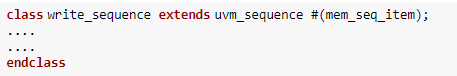 class write_sequence extends uvm_sequence #(mem_seq_item);
....
....
endclass